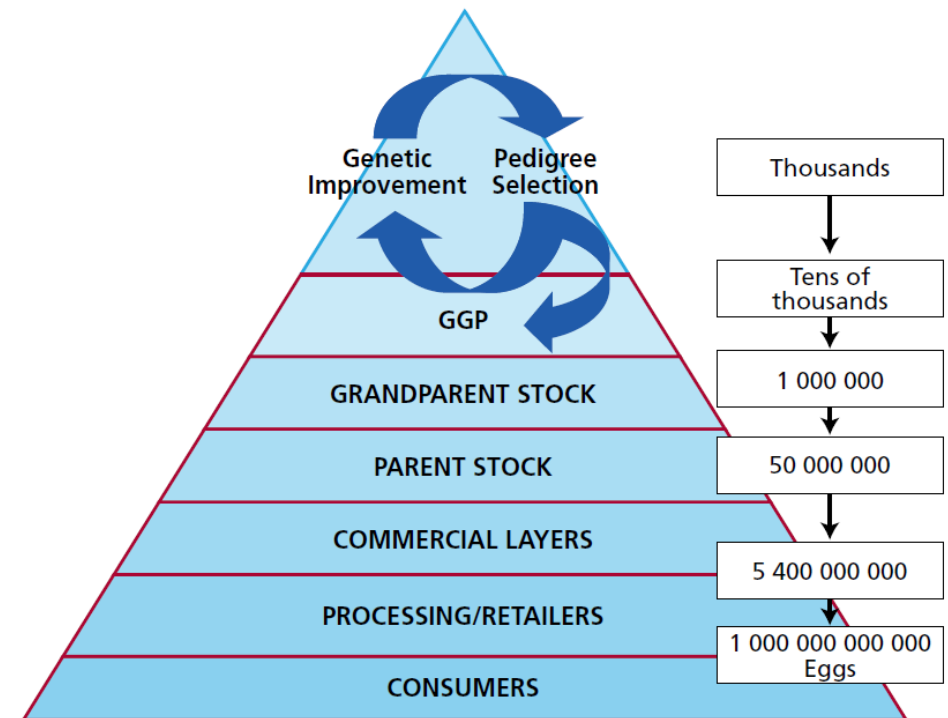 Genetic
Improvement
Pedigree
Selection
GGP
GRANDPARENT STOCK
PARENT STOCK
COMMERCIAL LAYERS
PROCESSING/RETAILERS
CONSUMERS
Thousands
Tens of
thousands
1 000 000
50 000 000
5 400 000 000
1 000 000 000 000
Eggs